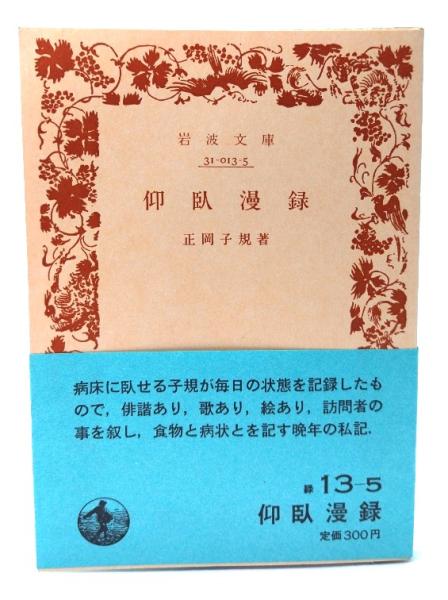 岩波文庫
31-013-5
仰臥漫録
正岡子規著
病床に臥せる子規が毎日の状態を記録したも
ので，俳諧あり，歌あり，絵あり，訪問者の
事を叙し，食物と病状とを記す晩年の私記．
緑 13-5
仰臥漫録
定価300円